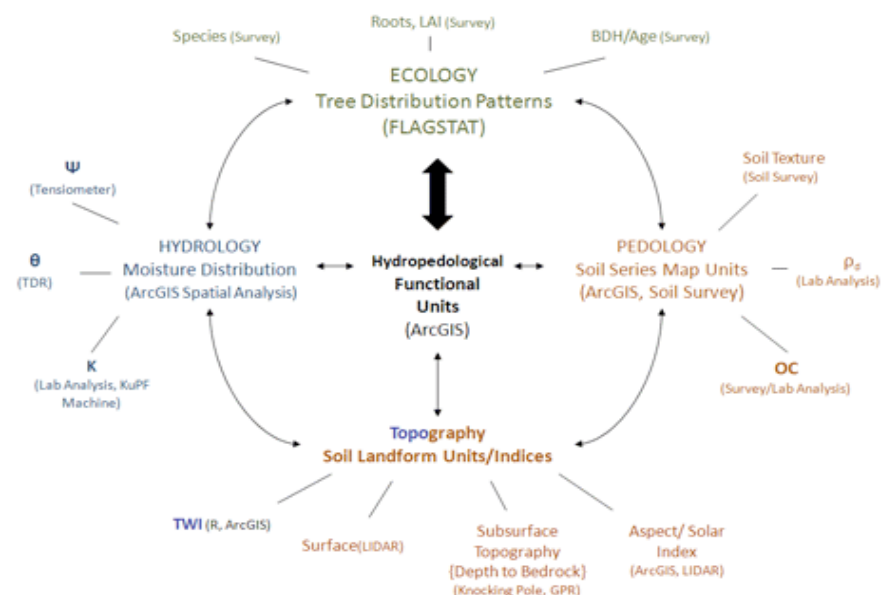 Roots, LAI (Survey)
Species (Survey)
BDH/Age (Survey)
ECOLOGY
Tree Distribution Patterns
(FLAGSTAT)
Ψ
(Tensiometer)
Soil Texture
(Soil Survey)
HYDROLOGY
Moisture Distribution
(ArcGIS Spatial Analysis)
θ
(TDR)
Hydropedological
Functional
Units
(ArcGIS)
PEDOLOGY
Soil Series Map Units
(ArcGIS, Soil Survey)
ρd
(Lab Analysis)
K
(Lab Analysis, KuPF
Machine)
OC
(Survey/Lab Analysis)
Topography
Soil Landform Units/Indices
TWI (R, ArcGIS)
Surface(LIDAR)
Subsurface
Topography
{Depth to Bedrock}
(Knocking Pole, GPR)
Aspect/ Solar
Index
(ArcGIS, LIDAR)